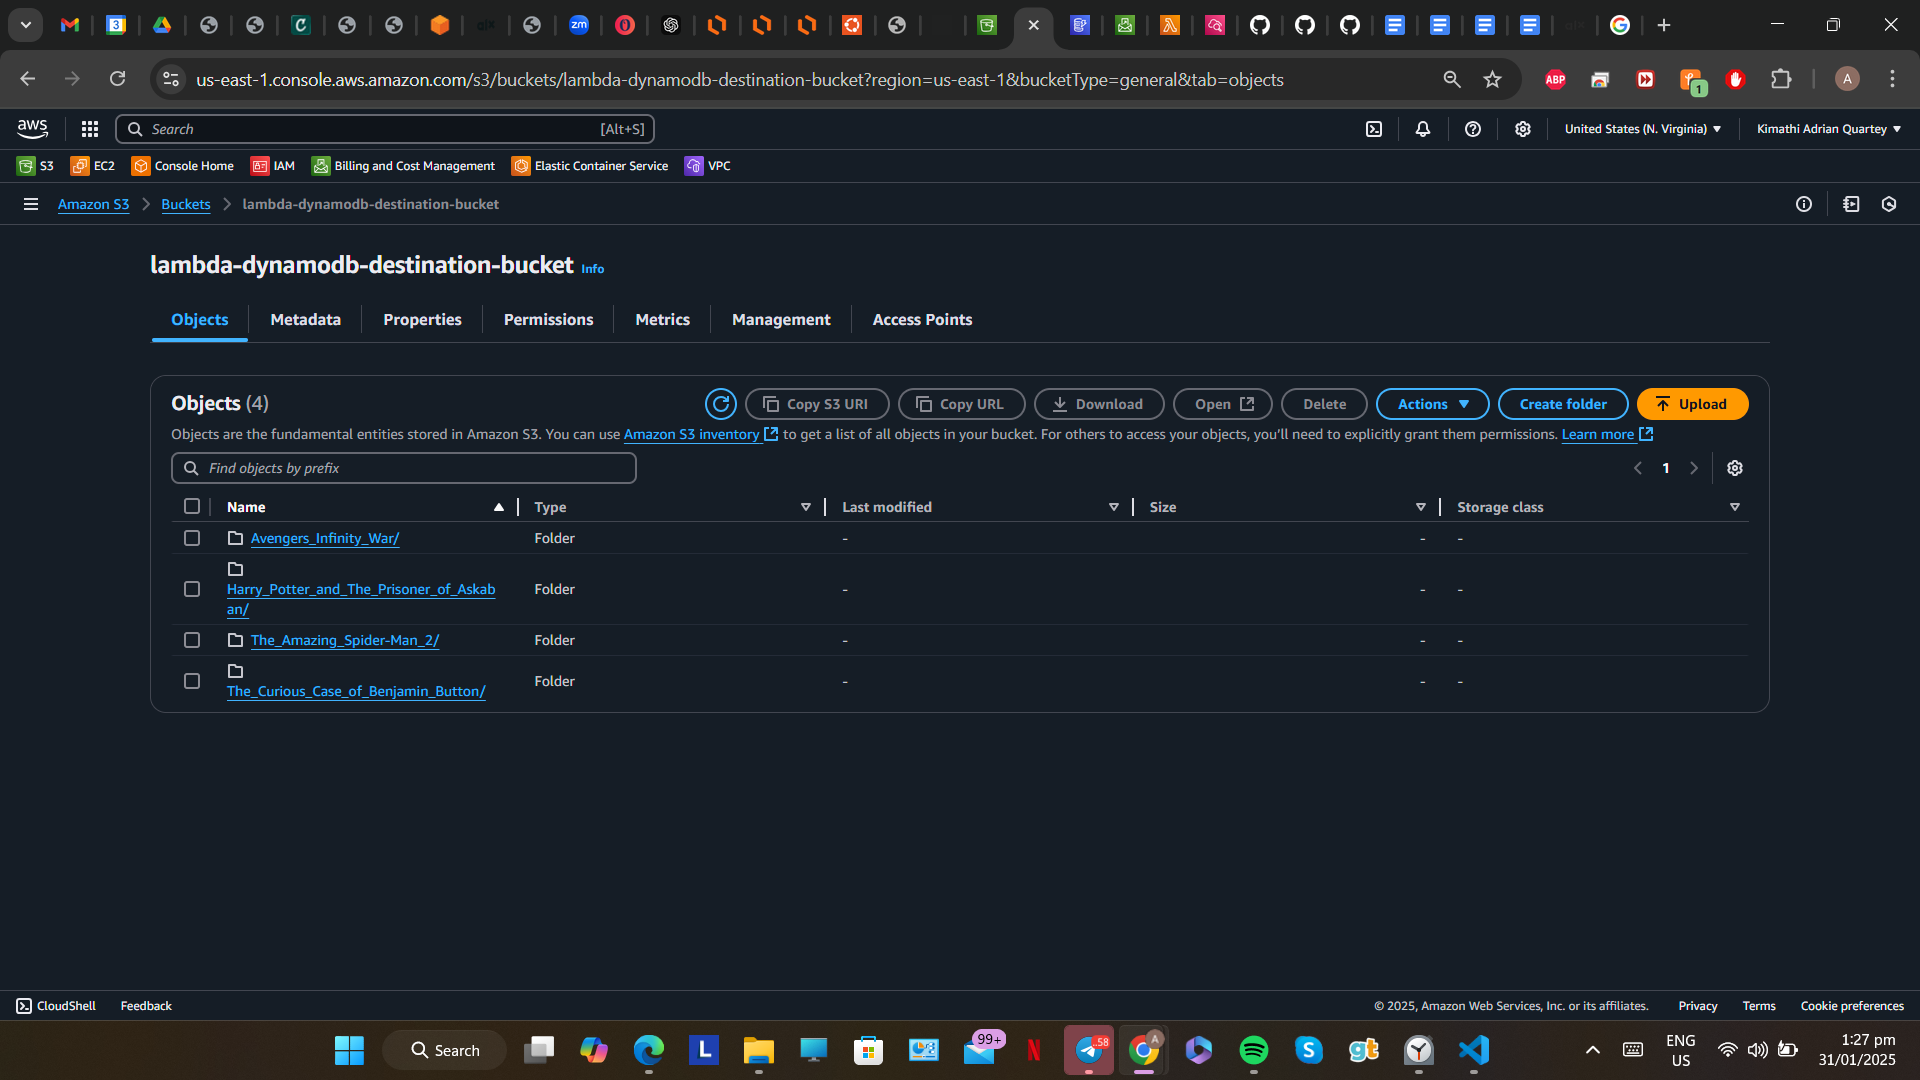 us-east-1.console.aws.amazon.com/s3/buckets/lambda-dynamodb-destination-bucket?region=us-east-1&bucketType=general&tab=objects
ABP
1
A
aws
Search
[Alt+S]
United States (N. Virginia)
Kimathi Adrian Quartey
S3
EC2
Console Home
IAM
Billing and Cost Management
Elastic Container Service
VPC
Amazon S3
Buckets
lambda-dynamodb-destination-bucket
lambda-dynamodb-destination-bucket Info
Objects
Metadata
Properties
Permissions
Metrics
Management
Access Points
Objects (4)
Copy S3 URI
Copy URL
Download
Open
Delete
Actions
Create folder
Upload
Objects are the fundamental entities stored in Amazon S3. You can use Amazon S3 inventory to get a list of all objects in your bucket. For others to access your objects, you'll need to explicitly grant them permissions. Learn more
Find objects by prefix
1
Name
Type
Last modified
Size
Storage class
Avengers_Infinity_War/
Folder
-
-
-
Harry_Potter_and_The_Prisoner_of_Askab
an/
Folder
-
-
-
The_Amazing_Spider-Man_2/
Folder
-
-
-
The_Curious_Case_of_Benjamin_Button/
Folder
-
-
-
CloudShell
Feedback
© 2025, Amazon Web Services, Inc. or its affiliates.
Privacy
Terms
Cookie preferences
Search
L
99+
N
..58
A
S
gt
ENG
US
1:27 pm
31/01/2025